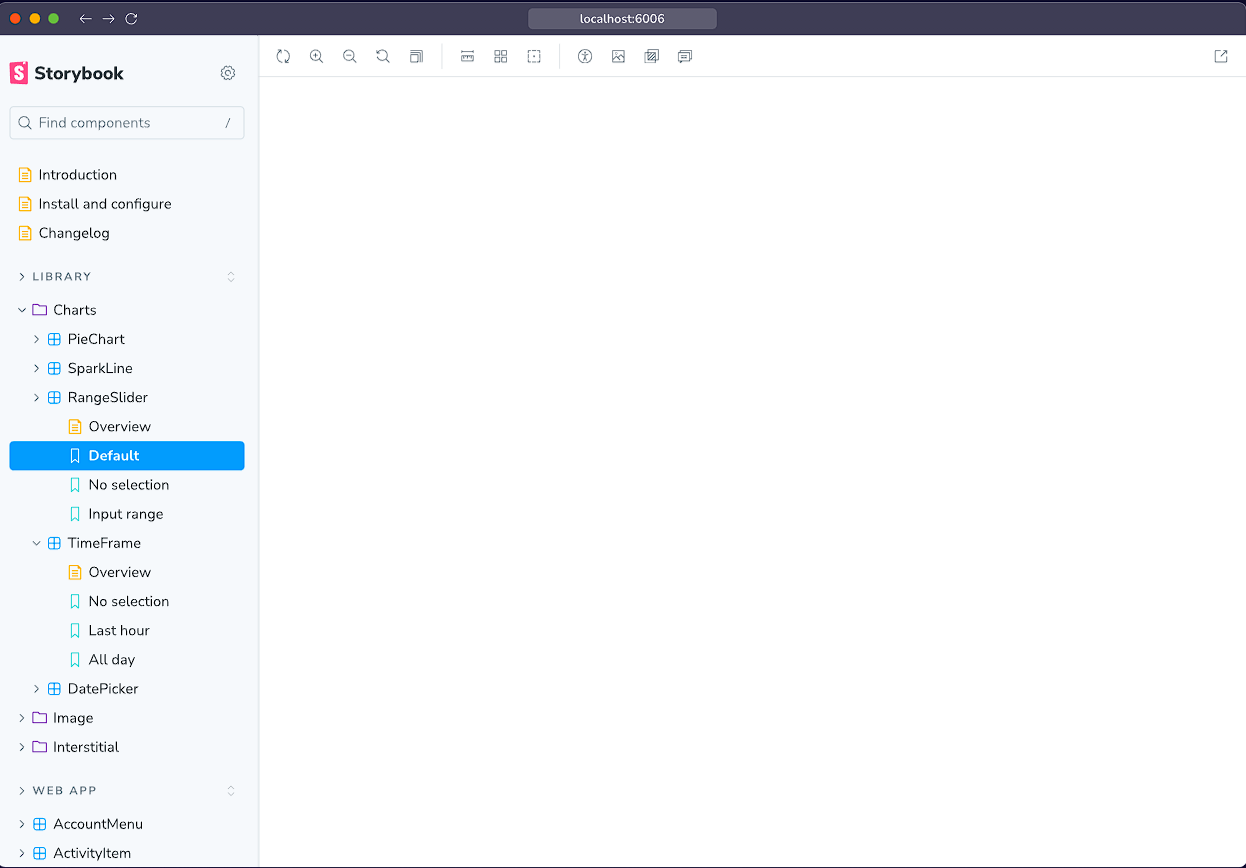 localhost:6006
S Storybook
Find components /
Introduction
Install and configure
Changelog
LIBRARY
Charts
PieChart
SparkLine
RangeSlider
Overview
Default
No selection
Input range
TimeFrame
Overview
No selection
Last hour
All day
DatePicker
Image
Interstitial
WEB APP
AccountMenu
ActivityItem